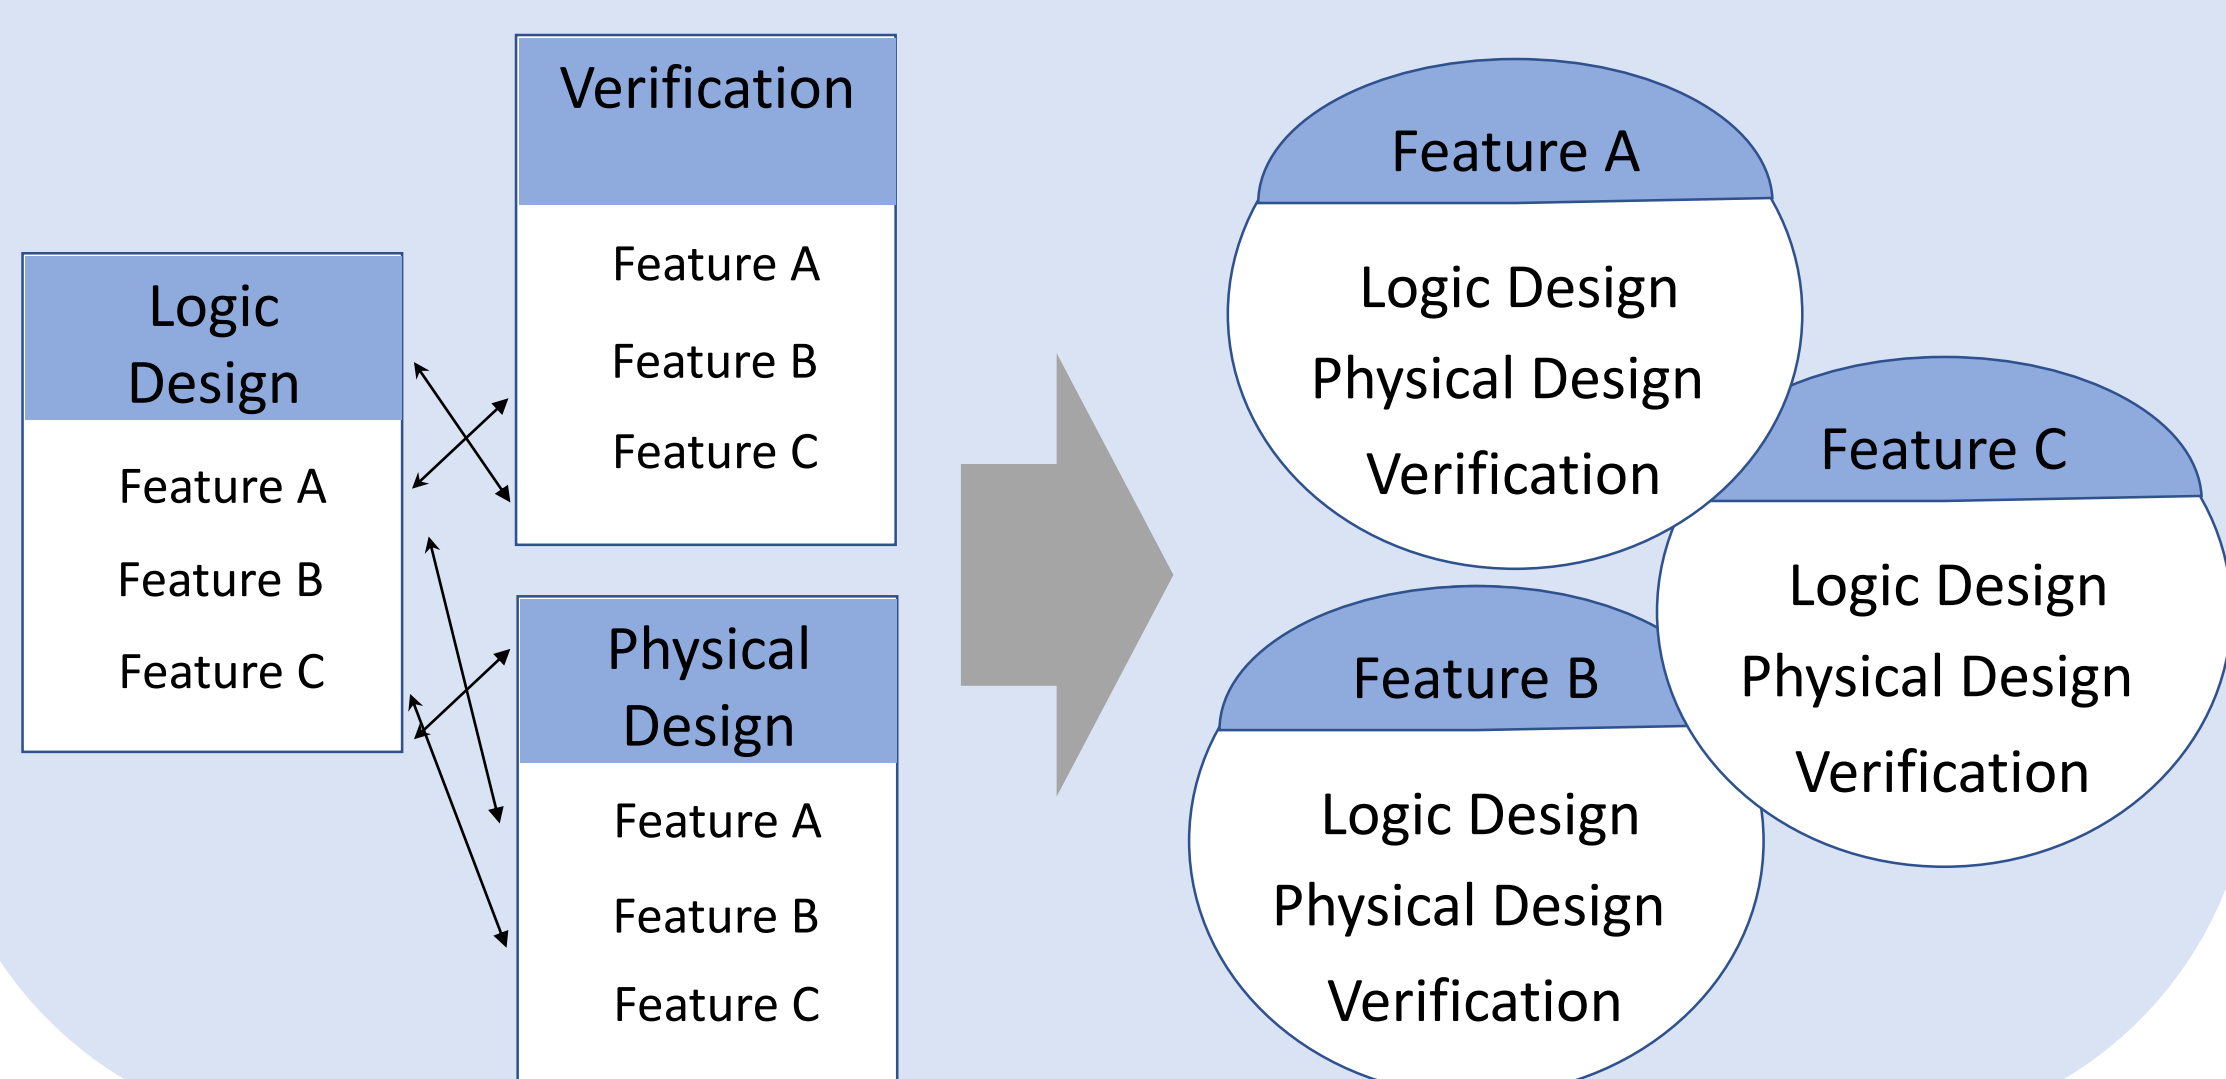 Logic
Design
Feature A
Feature B
Feature C
Verification
Feature A
Feature B
Feature C
Physical
Design
Feature A
Feature B
Feature C
Feature A
Logic Design
Physical Design
Verification
Feature C
Logic Design
Physical Design
Verification
Feature B
Logic Design
Physical Design
Verification